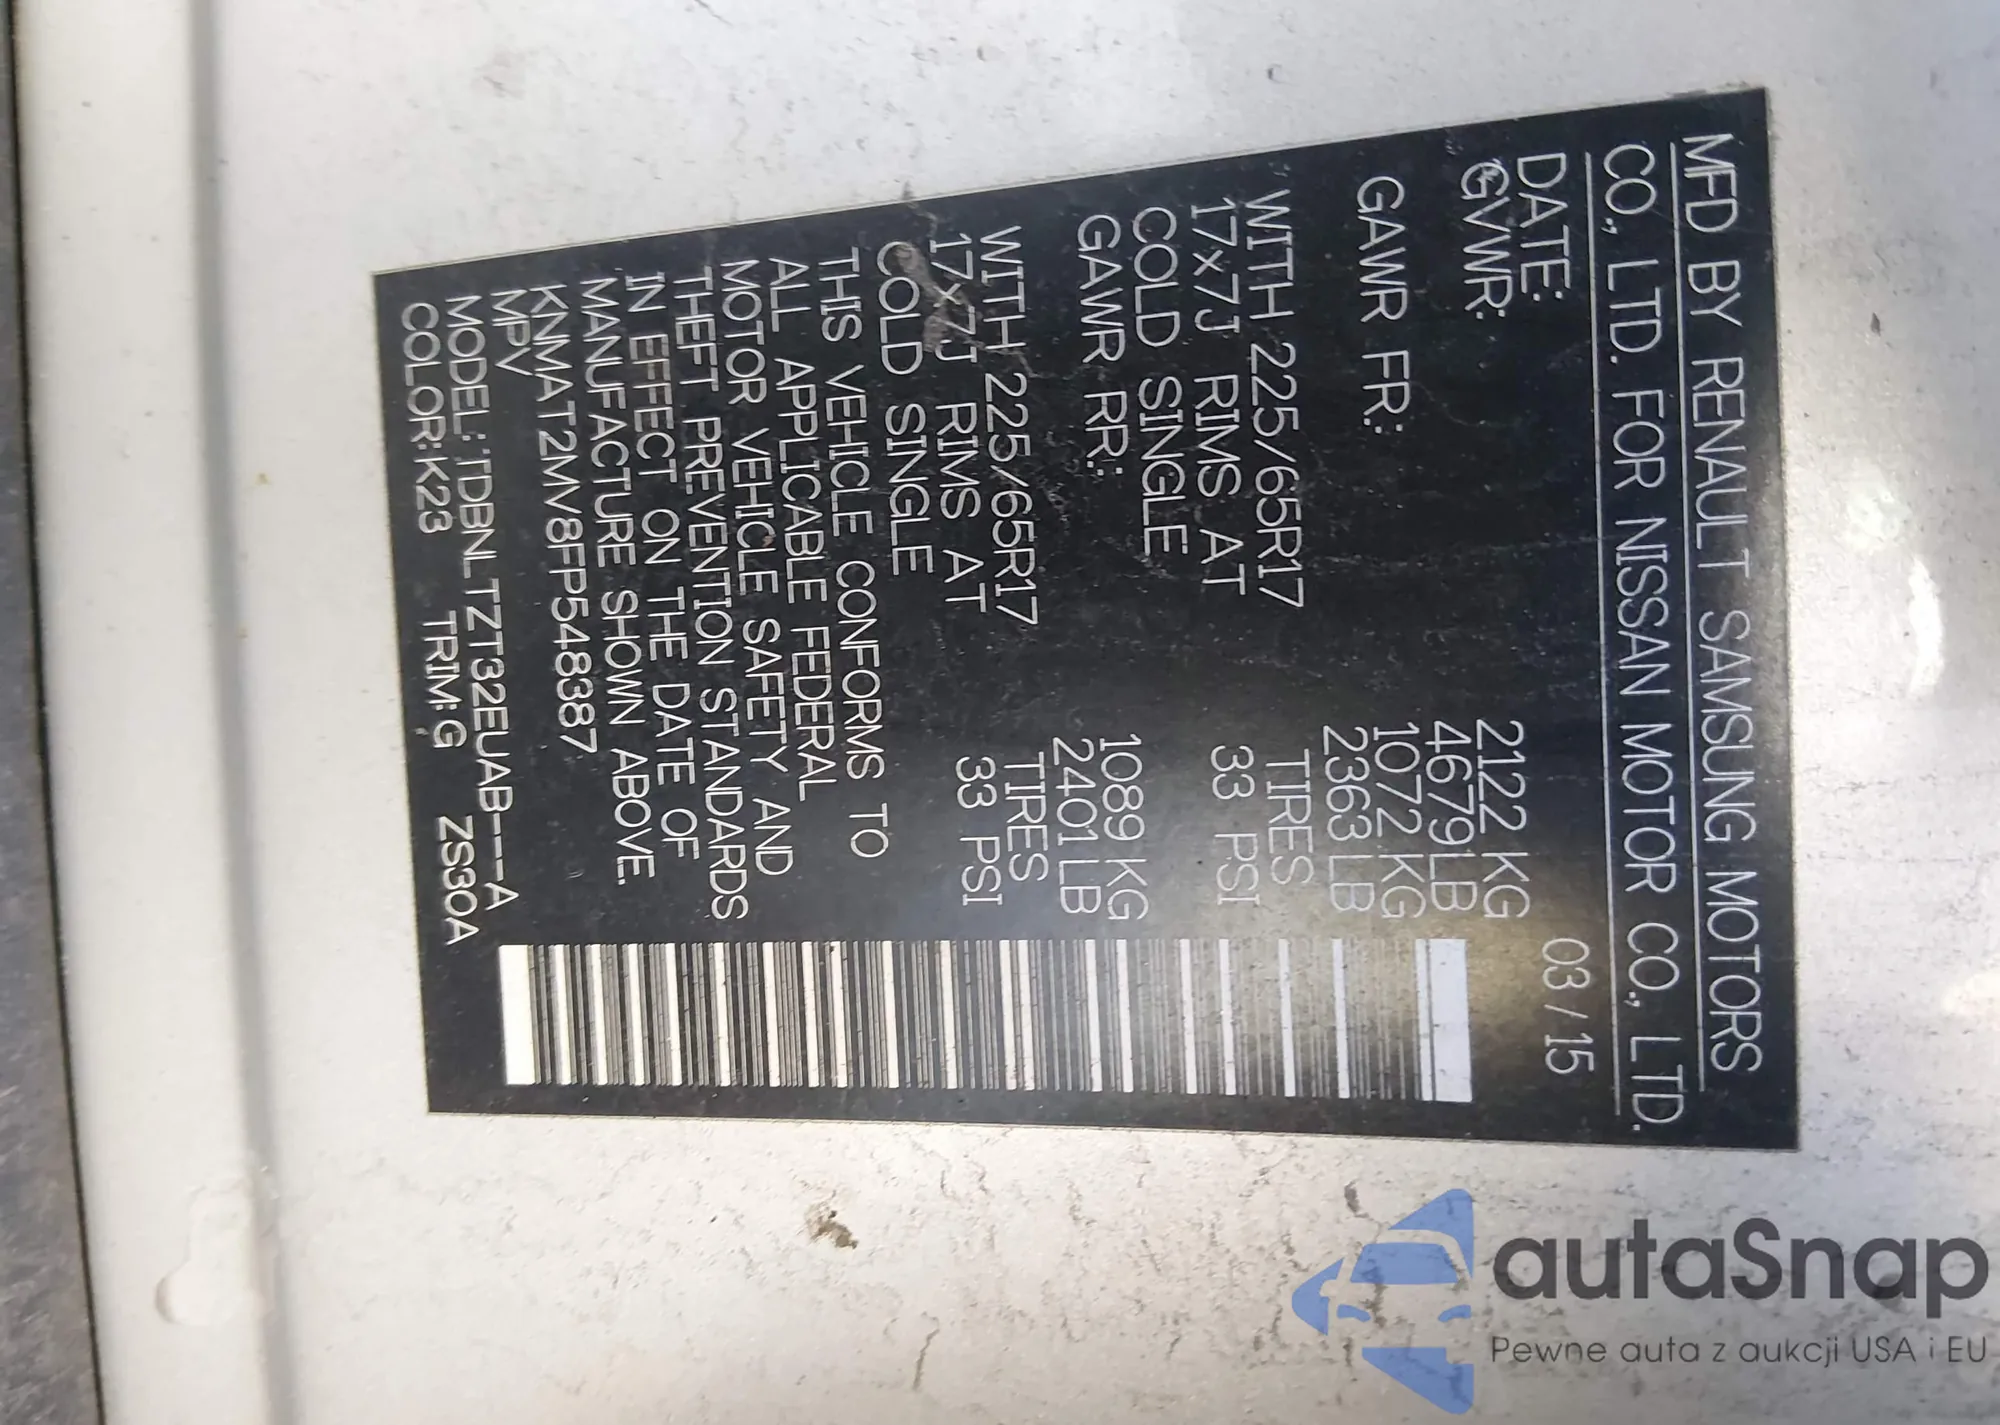 MFD BY RENAULT SAMSUNG MOTORS
CO., LTD. FOR NISSAN MOTOR CO., LTD.
DATE: 03 / 15
GVWR: 2122 KG
4679LB
GAWR FR: 1072 KG
2363 LB
WITH 225/65R17 TIRES
17x7J RIMS AT 33 PSI
COLD SINGLE
GAWR RR: 1089 KG
2401 LB
WITH 225/65R17 TIRES
17x7J RIMS AT 33 PSI
COLD SINGLE
THIS VEHICLE CONFORMS TO
ALL APPLICABLE FEDERAL
MOTOR VEHICLE SAFETY AND
THEFT PREVENTION STANDARDS
IN EFFECT ON THE DATE OF
MANUFACTURE SHOWN ABOVE.
KNMAT2MV8FP548387
MPV
MODEL: TDBNLTZT32EUAB---A
COLOR: K23 TRIM: G ZS30A
autaSnap
Pewne auta z aukcji USA i EU